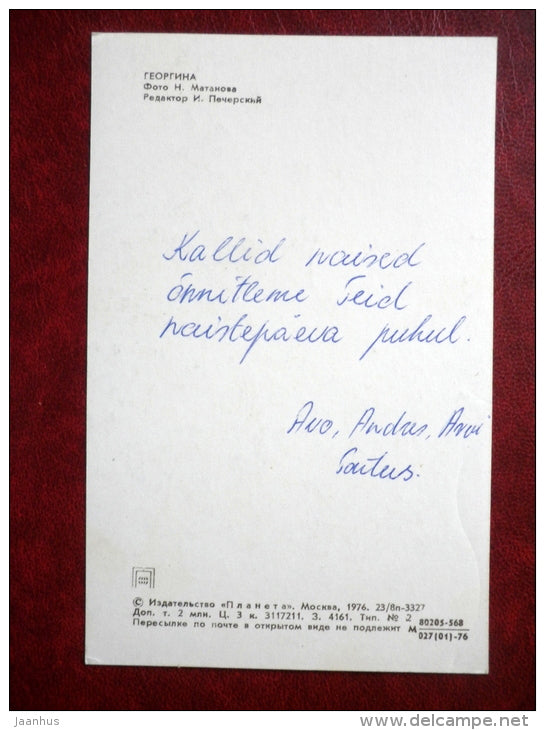 ГЕОРГИНА
Фото Н. Матанова
Редактор И. Печерский
Kallid naised
õnnitleme Teid
naistepäeva puhul.
Avo, Andres, Arvi
© Издательство «Планета». Москва, 1976. 23/8п-3327
Доп. т. 2 млн. Ц. 3 к. 3117211. З. 4161. Тип. № 2
Пересылке по почте в открытом виде не подлежит
М 80205-568
027(01)-76
jaanhuss
www.delcampe.net